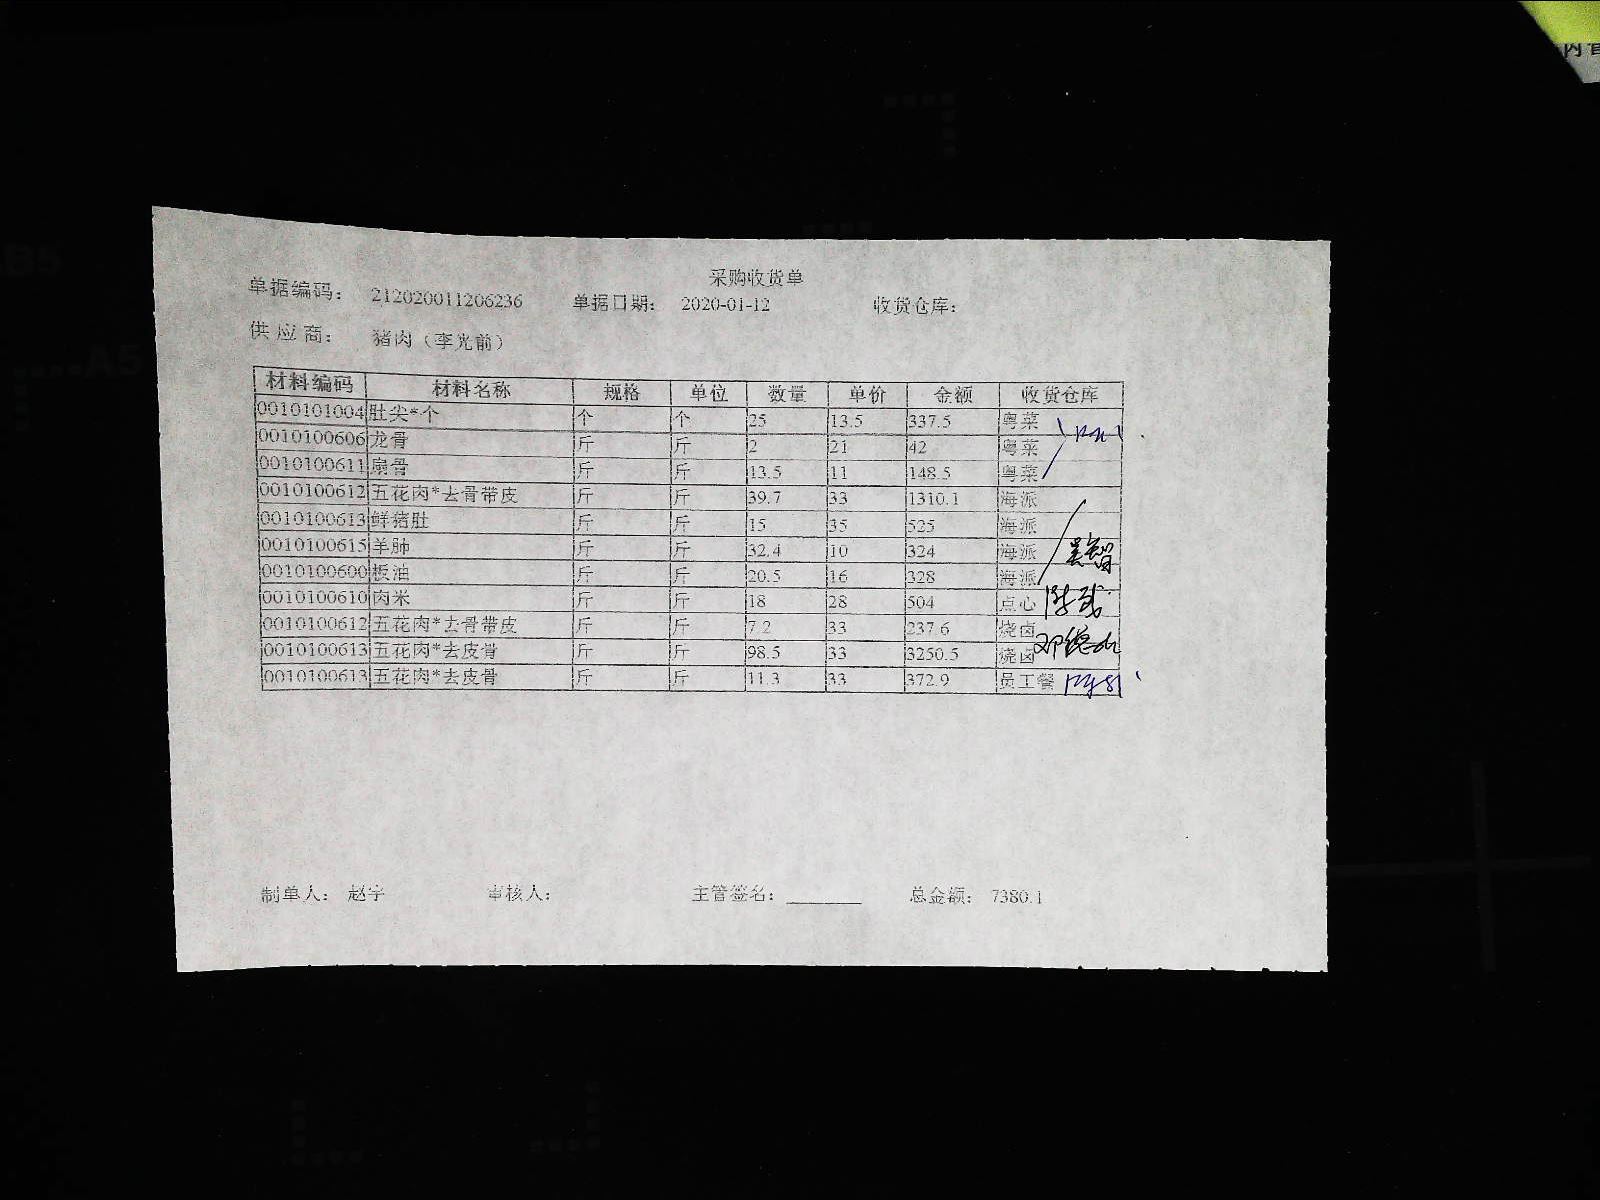 采购收货单
单据编码： 212020011206236 单据日期： 2020-01-12 收货仓库：
供应商： 猪肉（李光前）
材料编码 材料名称 规格 单位 数量 单价 金额 收货仓库
0010101004 肚尖*个 个 个 25 13.5 337.5 粤菜
0010100606 龙骨 斤 斤 2 21 42 粤菜
0010100611 扇骨 斤 斤 13.5 11 148.5 粤菜
0010100612 五花肉*去骨带皮 斤 斤 39.7 33 1310.1 海派
0010100613 鲜猪肚 斤 斤 15 35 525 海派
0010100615 羊肺 斤 斤 32.4 10 324 海派
0010100600 板油 斤 斤 20.5 16 328 海派
0010100610 肉米 斤 斤 18 28 504 点心
0010100612 五花肉*去骨带皮 斤 斤 7.2 33 237.6 烧卤
0010100613 五花肉*去皮骨 斤 斤 98.5 33 3250.5 烧卤
0010100613 五花肉*去皮骨 斤 斤 11.3 33 372.9 员工餐
制单人： 赵宇 审核人： 主管签名： 总金额： 7380.1